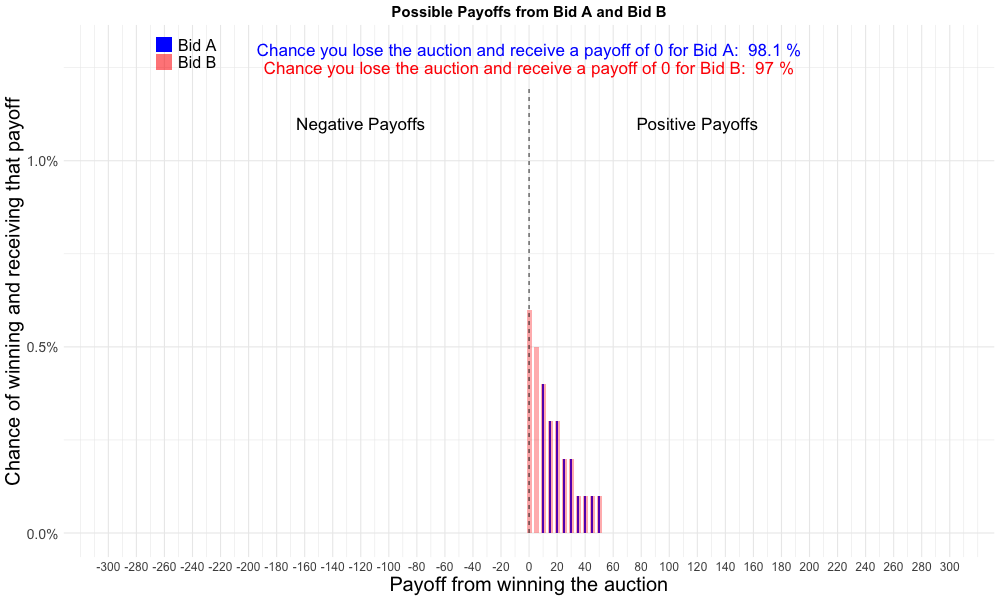 Possible Payoffs from Bid A and Bid B
Bid A
Bid B
Chance you lose the auction and receive a payoff of 0 for Bid A:  98.1 %
Chance you lose the auction and receive a payoff of 0 for Bid B:  97 %
Negative Payoffs
Positive Payoffs
Chance of winning and receiving that payoff
1.0%
0.5%
0.0%
-300 -280 -260 -240 -220 -200 -180 -160 -140 -120 -100 -80 -60 -40 -20 0 20 40 60 80 100 120 140 160 180 200 220 240 260 280 300
Payoff from winning the auction